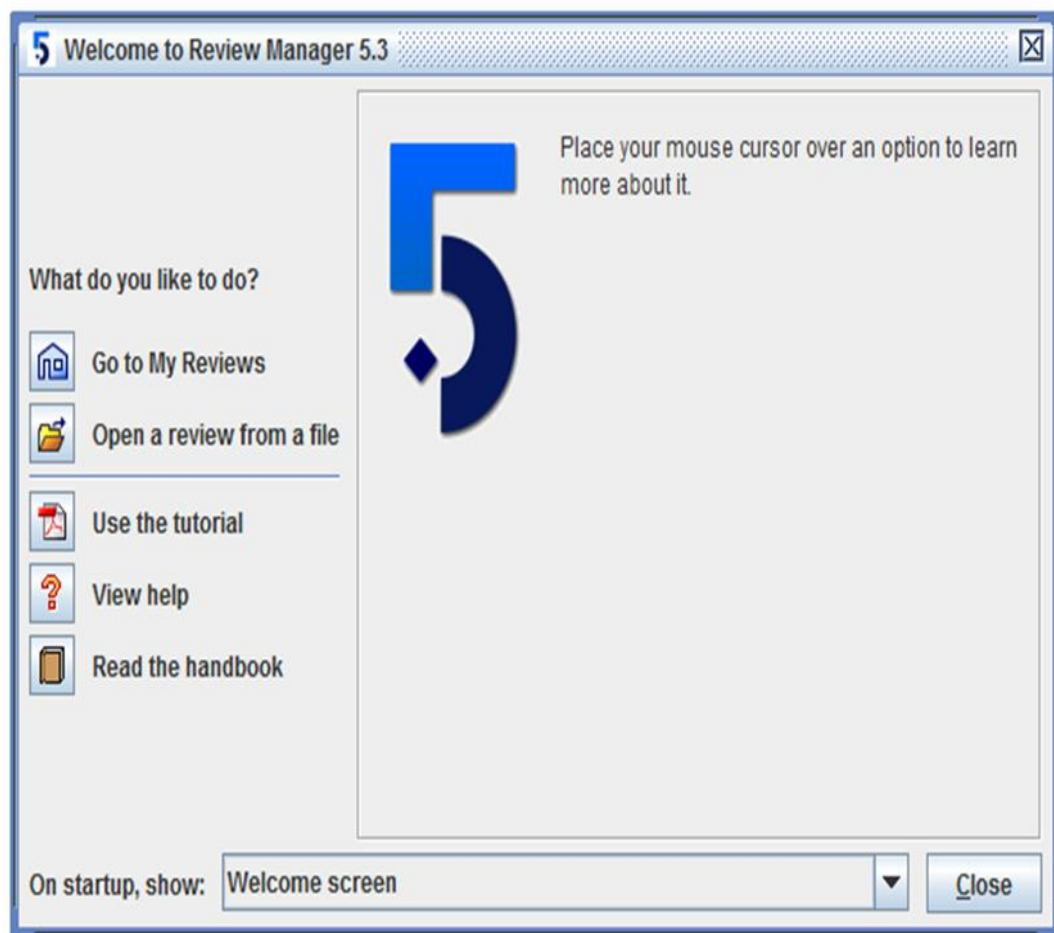 5 Welcome to Review Manager 5.3
Place your mouse cursor over an option to learn
more about it.
5
What do you like to do?
Go to My Reviews
Open a review from a file
Use the tutorial
View help
Read the handbook
On startup, show: Welcome screen
Close